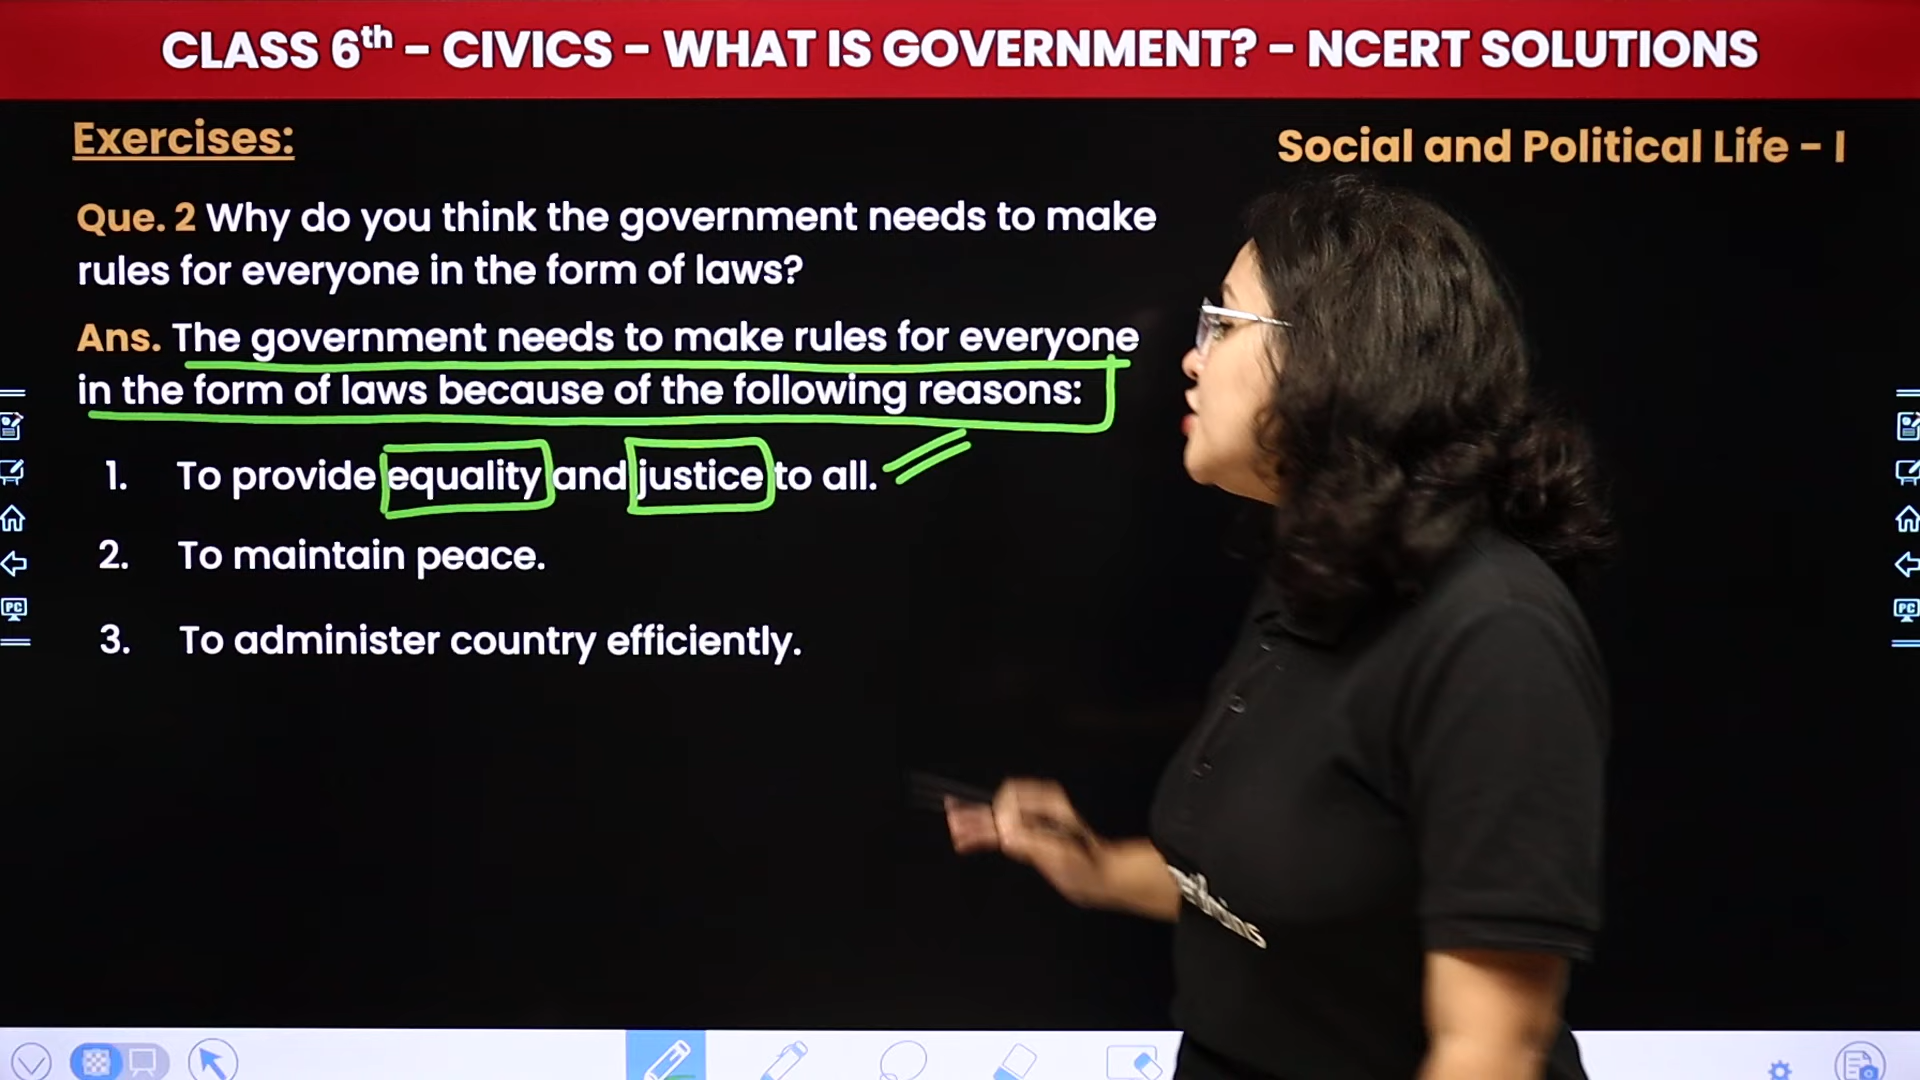 CLASS 6th - CIVICS - WHAT IS GOVERNMENT? - NCERT SOLUTIONS
Exercises:
Social and Political Life - I
Que. 2 Why do you think the government needs to make
rules for everyone in the form of laws?
Ans. The government needs to make rules for everyone
in the form of laws because of the following reasons:
1. To provide equality and justice to all.
2. To maintain peace.
3. To administer country efficiently.
PC
PC